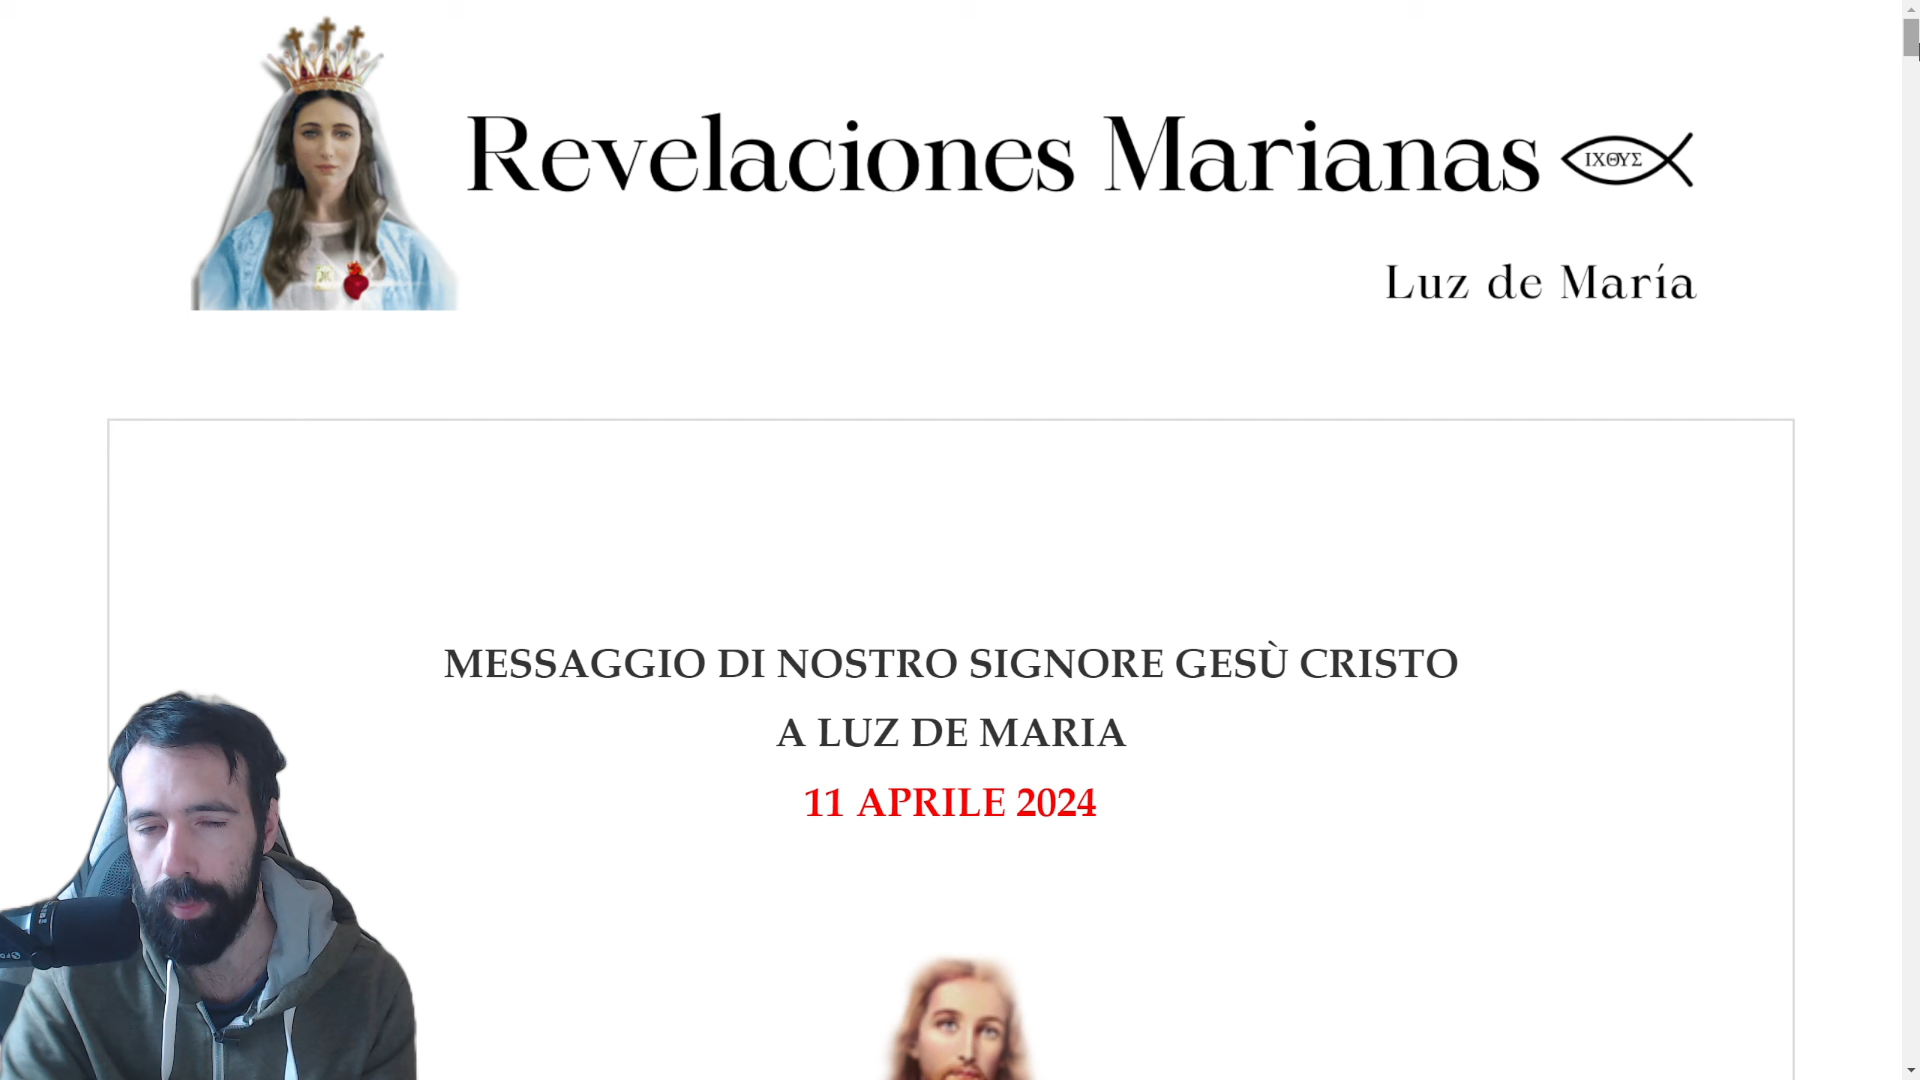 Revelaciones Marianas ΙΧΘΥΣ
Luz de María
MESSAGGIO DI NOSTRO SIGNORE GESÙ CRISTO
A LUZ DE MARIA
11 APRILE 2024